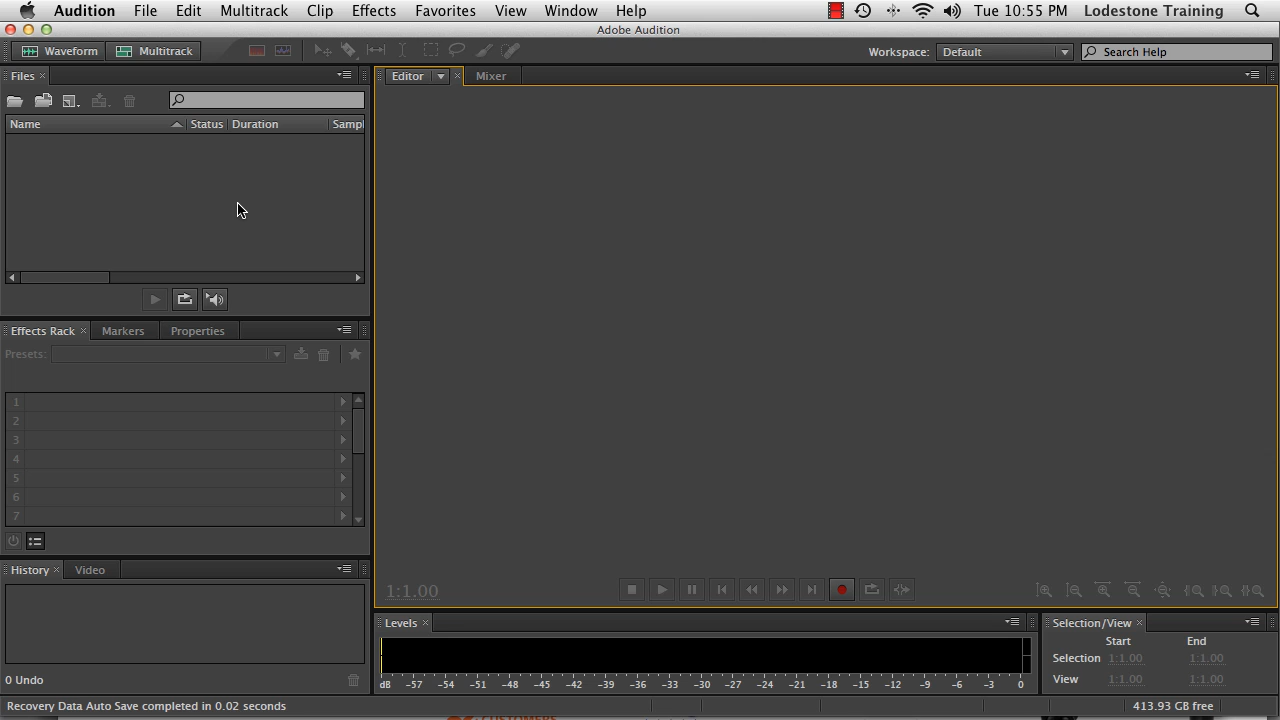 Audition File Edit Multitrack Clip Effects Favorites View Window Help Tue 10:55 PM Lodestone Training
Adobe Audition
Waveform Multitrack Workspace: Default Search Help
Files Editor Mixer
Name Status Duration Sampl
Effects Rack Markers Properties
Presets:
1
2
3
4
5
6
7
History Video
1:1.00
Levels Selection/View
Start End
Selection 1:1.00 1:1.00
0 Undo View 1:1.00 1:1.00
dB -57 -54 -51 -48 -45 -42 -39 -36 -33 -30 -27 -24 -21 -18 -15 -12 -9 -6 -3 0
Recovery Data Auto Save completed in 0.02 seconds 413.93 GB free